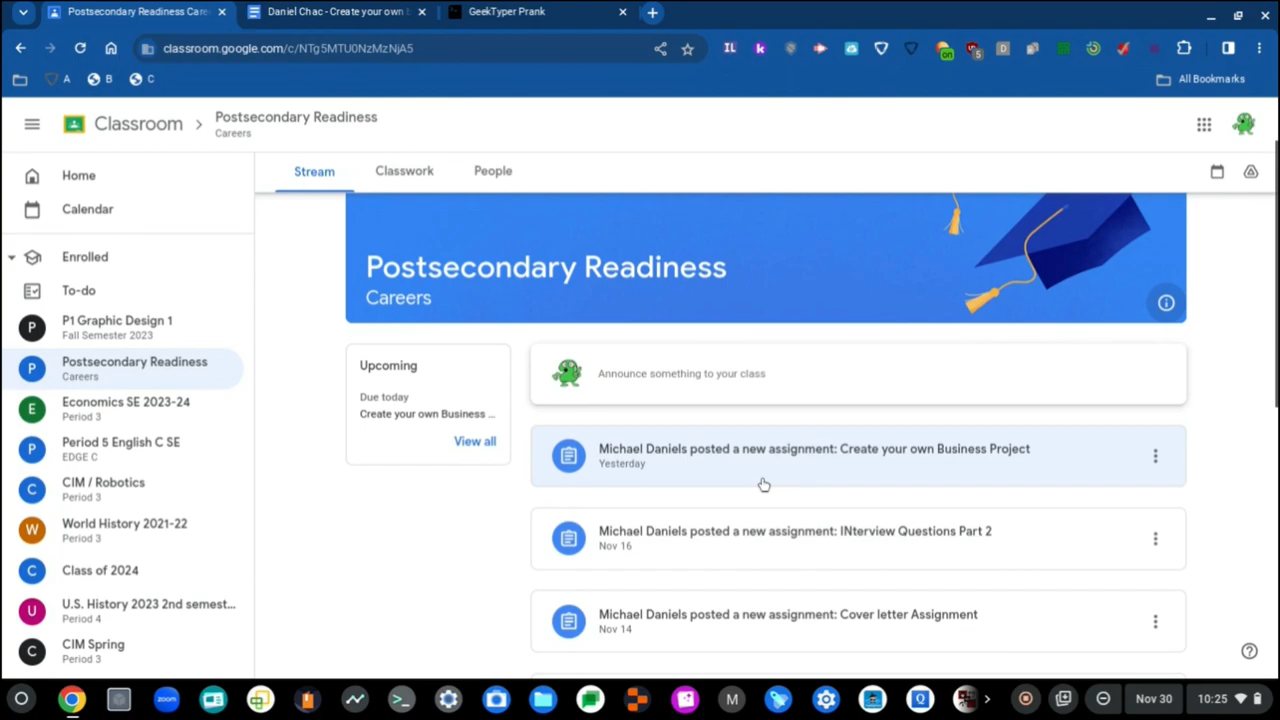 Postsecondary Readiness Care
Daniel Chac - Create your own
GeekTyper Prank
classroom.google.com/c/NTg5MTU0NzMzNjA5
A
B
C
All Bookmarks
Classroom
Postsecondary Readiness
Careers
Stream
Classwork
People
Home
Calendar
Enrolled
To-do
P P1 Graphic Design 1
Fall Semester 2023
P Postsecondary Readiness
Careers
E Economics SE 2023-24
Period 3
P Period 5 English C SE
EDGE C
C CIM / Robotics
Period 3
W World History 2021-22
Period 3
C Class of 2024
U U.S. History 2023 2nd semest...
Period 4
C CIM Spring
Period 3
Postsecondary Readiness
Careers
Upcoming
Due today
Create your own Business ...
View all
Announce something to your class
Michael Daniels posted a new assignment: Create your own Business Project
Yesterday
Michael Daniels posted a new assignment: INterview Questions Part 2
Nov 16
Michael Daniels posted a new assignment: Cover letter Assignment
Nov 14
zoom
M
Q
Nov 30
10:25